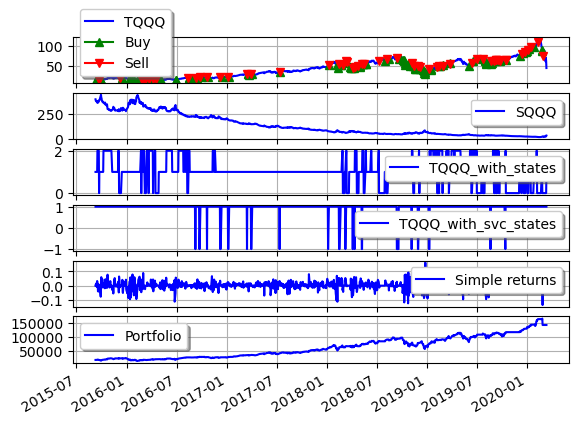 TQQQ
Buy
Sell
100
50
SQQQ
250
0
TQQQ_with_states
2
0
TQQQ_with_svc_states
1
0
−1
Simple returns
0.1
0.0
−0.1
Portfolio
150000
100000
50000
2015-07 2016-01 2016-07 2017-01 2017-07 2018-01 2018-07 2019-01 2019-07 2020-01